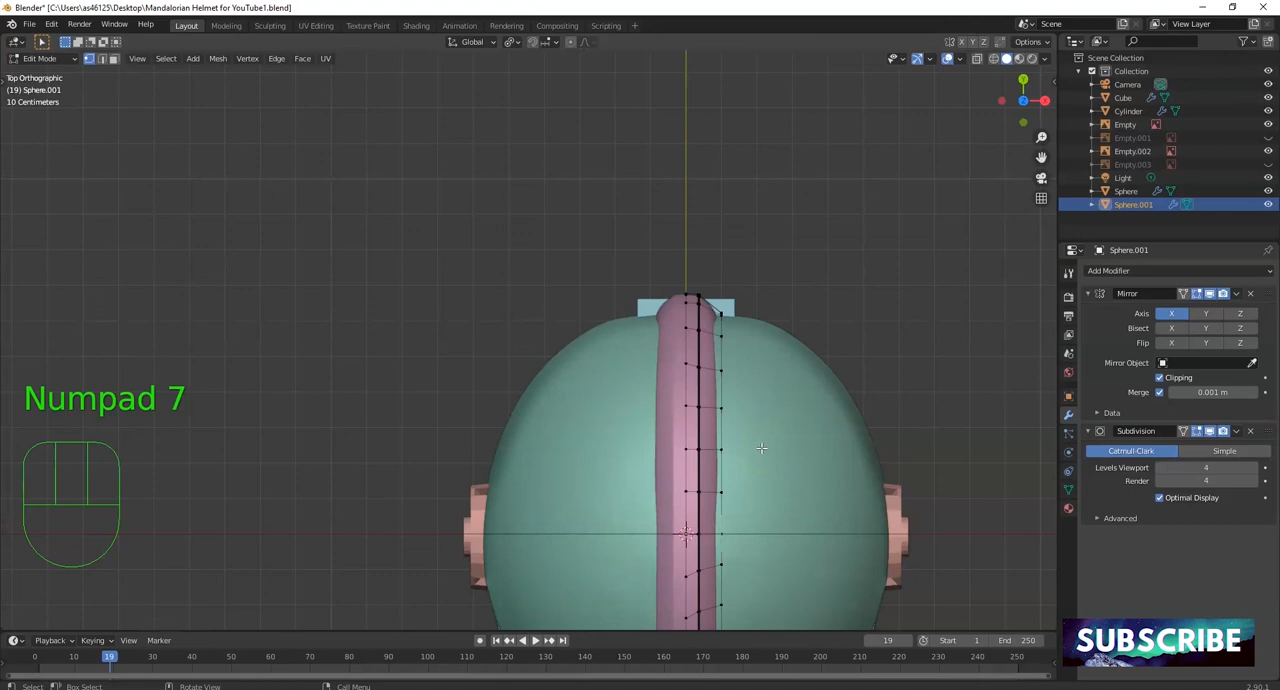 Blender* [C:\Users\as46125\Desktop\Mandalorian Helmet for YouTube1.blend]
File Edit Render Window Help Layout Modeling Sculpting UV Editing Texture Paint Shading Animation Rendering Compositing Scripting Scene View Layer
Global X Y Z Options
Edit Mode View Select Add Mesh Vertex Edge Face UV
Top Orthographic
(19) Sphere.001
10 Centimeters
Y
Z X
Scene Collection
Collection
Camera
Cube
Cylinder
Empty
Empty.001
Empty.002
Empty.003
Light
Sphere
Sphere.001
Sphere.001
Add Modifier
Mirror
Axis X Y Z
Bisect X Y Z
Flip X Y Z
Mirror Object
Clipping
Merge 0.001 m
Data
Subdivision
Catmull-Clark Simple
Levels Viewport 4
Render 4
Optimal Display
Advanced
Numpad 7
SUBSCRIBE
Playback Keying View Marker 19 Start 1 End 250
0 19 30 40 50 60 70 80 90 100 110 120 130 140 150 160 170 180 190 200 210 220 230 240 250
Select Box Select Rotate View Call Menu 2.90.1